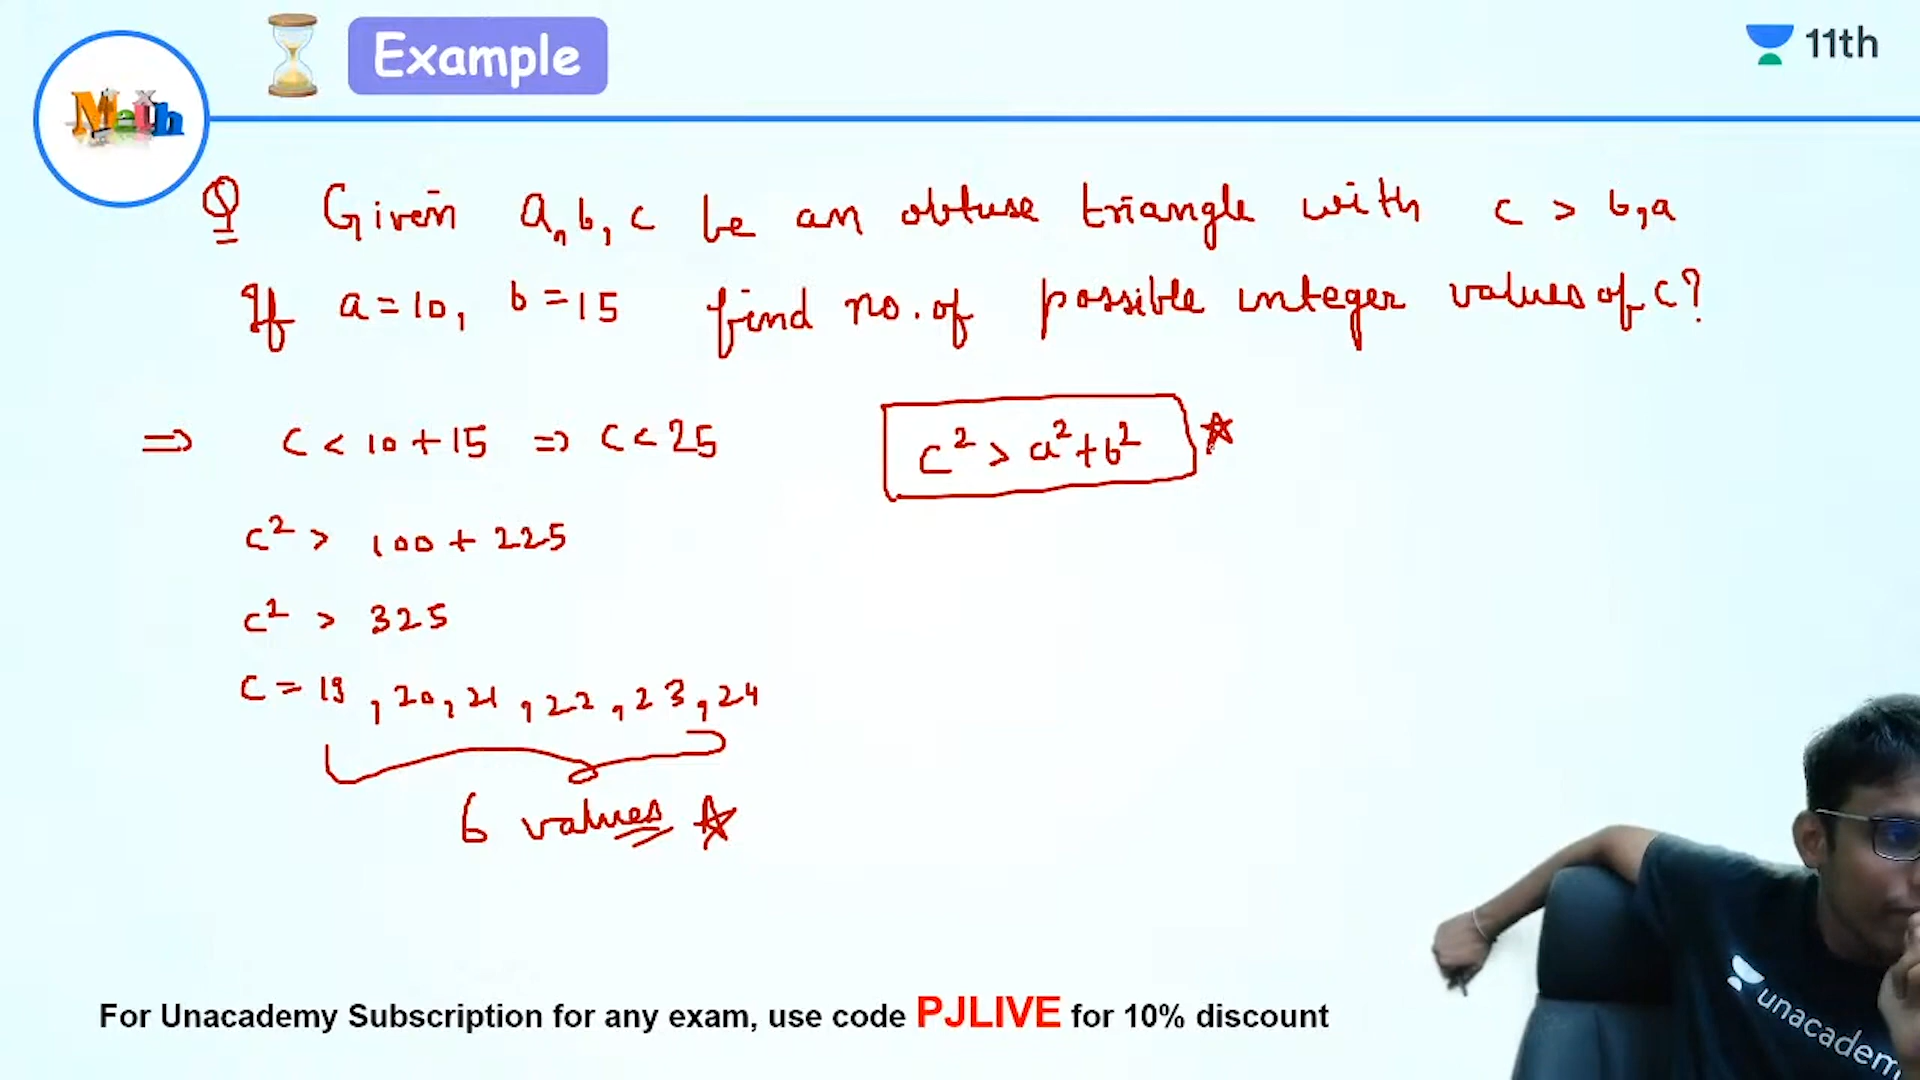 Example
11th
Math
Q Given a, b, c be an obtuse triangle with c > b, a
If a = 10, b = 15 find no. of possible integer values of c?
⇒ c < 10 + 15 ⇒ c < 25
c² > a² + b²
c² > 100 + 225
c² > 325
c = 19, 20, 21, 22, 23, 24
6 values
unacademy
For Unacademy Subscription for any exam, use code PJLIVE for 10% discount